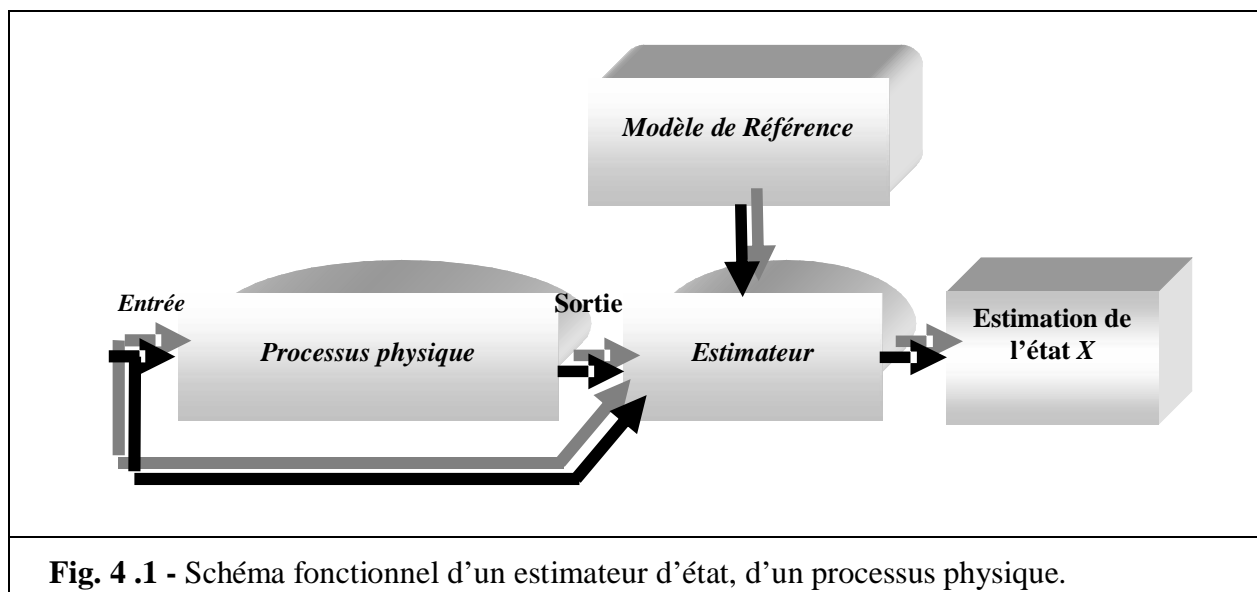 Modèle de Référence
Entrée
Sortie
Processus physique
Estimateur
Estimation de
l’état X
Fig. 4 .1 - Schéma fonctionnel d’un estimateur d’état, d’un processus physique.